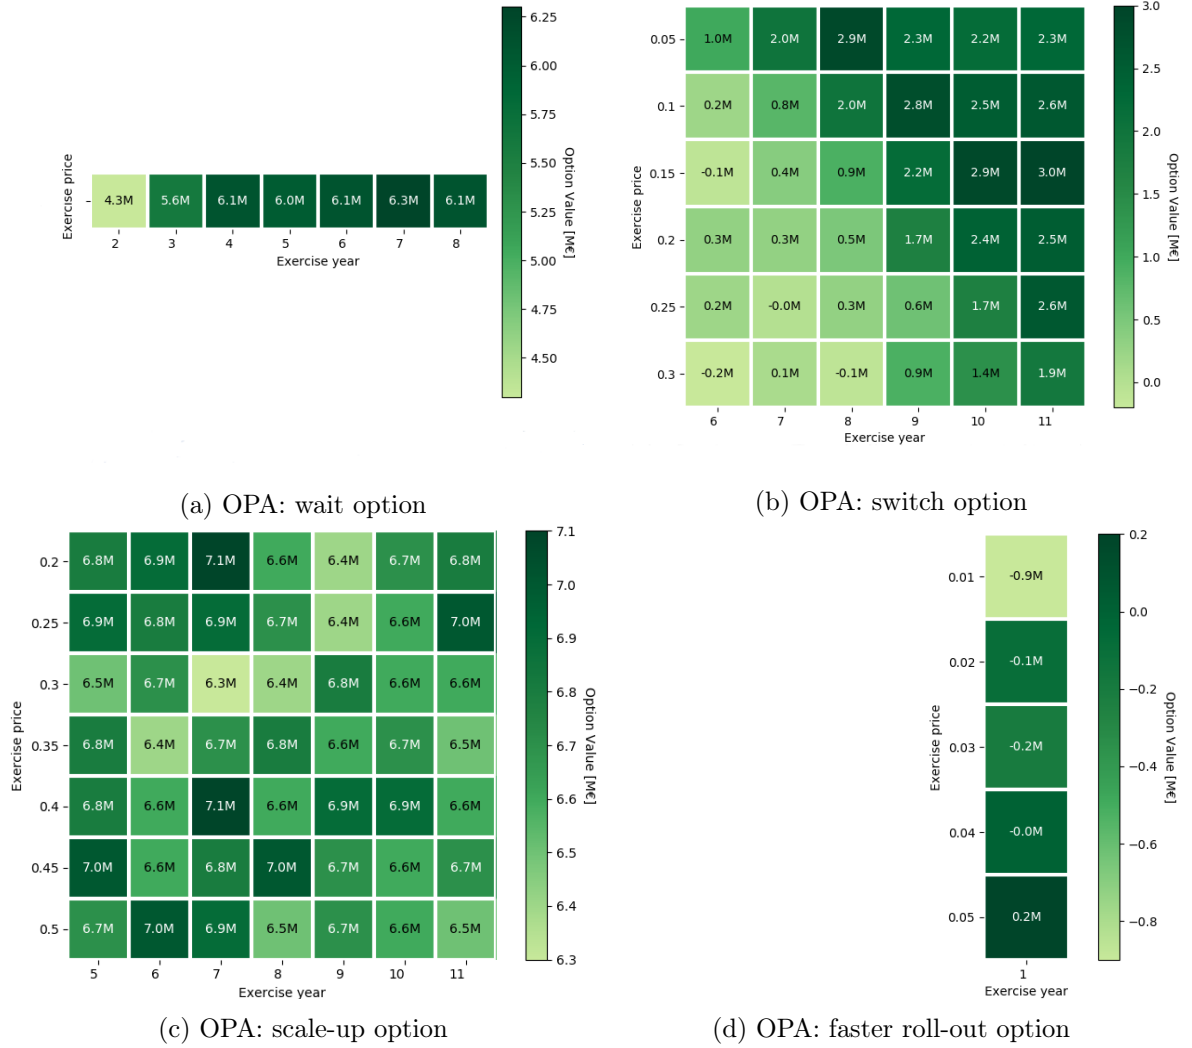 6.25
6.00
5.75
5.50
5.25
5.00
4.75
4.50
Option Value [M€]
Exercise price
4.3M 5.6M 6.1M 6.0M 6.1M 6.3M 6.1M
2 3 4 5 6 7 8
Exercise year
(a) OPA: wait option
Exercise price
0.05 1.0M 2.0M 2.9M 2.3M 2.2M 2.3M
0.1 0.2M 0.8M 2.0M 2.8M 2.5M 2.6M
0.15 -0.1M 0.4M 0.9M 2.2M 2.9M 3.0M
0.2 0.3M 0.3M 0.5M 1.7M 2.4M 2.5M
0.25 0.2M -0.0M 0.3M 0.6M 1.7M 2.6M
0.3 -0.2M 0.1M -0.1M 0.9M 1.4M 1.9M
6 7 8 9 10 11
Exercise year
3.0
2.5
2.0
1.5
1.0
0.5
0.0
Option Value [M€]
(b) OPA: switch option
Exercise price
0.2 6.8M 6.9M 7.1M 6.6M 6.4M 6.7M 6.8M
0.25 6.9M 6.8M 6.9M 6.7M 6.4M 6.6M 7.0M
0.3 6.5M 6.7M 6.3M 6.4M 6.8M 6.6M 6.6M
0.35 6.8M 6.4M 6.7M 6.8M 6.6M 6.7M 6.5M
0.4 6.8M 6.6M 7.1M 6.6M 6.9M 6.9M 6.6M
0.45 7.0M 6.6M 6.8M 7.0M 6.7M 6.6M 6.7M
0.5 6.7M 7.0M 6.9M 6.5M 6.7M 6.6M 6.5M
5 6 7 8 9 10 11
Exercise year
7.1
7.0
6.9
6.8
6.7
6.6
6.5
6.4
6.3
Option Value [M€]
(c) OPA: scale-up option
Exercise price
0.01 -0.9M
0.02 -0.1M
0.03 -0.2M
0.04 -0.0M
0.05 0.2M
1
Exercise year
0.2
0.0
−0.2
−0.4
−0.6
−0.8
Option Value [M€]
(d) OPA: faster roll-out option